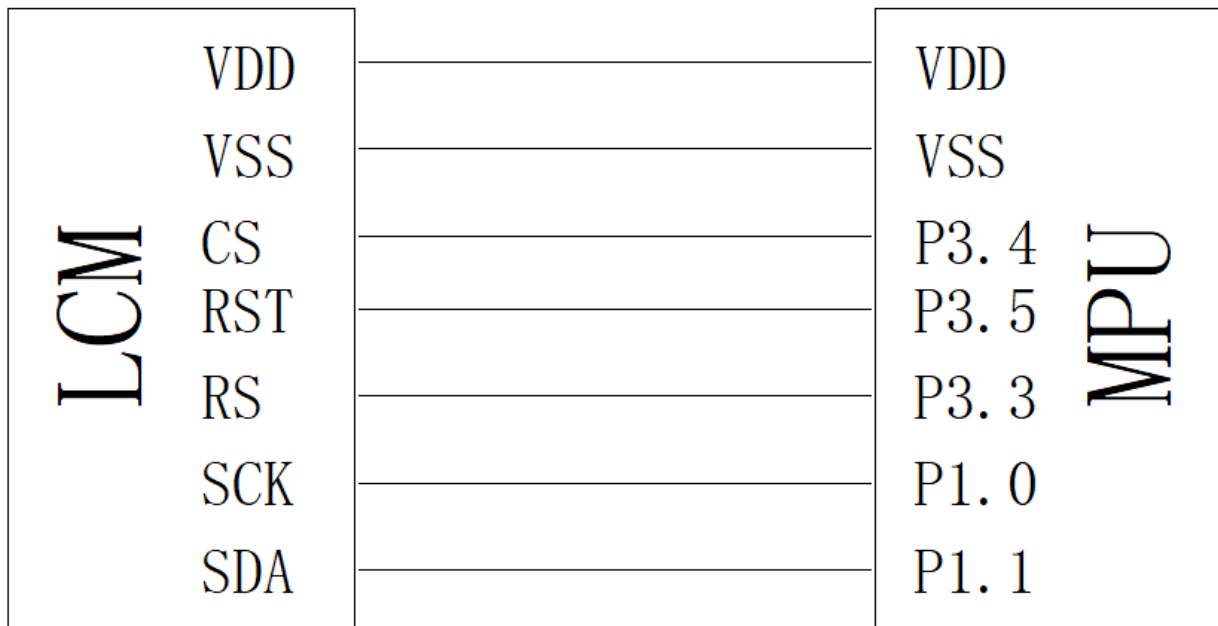 LCM
VDD
VSS
CS
RST
RS
SCK
SDA
VDD
VSS
P3.4
P3.5
P3.3
P1.0
P1.1
MPU